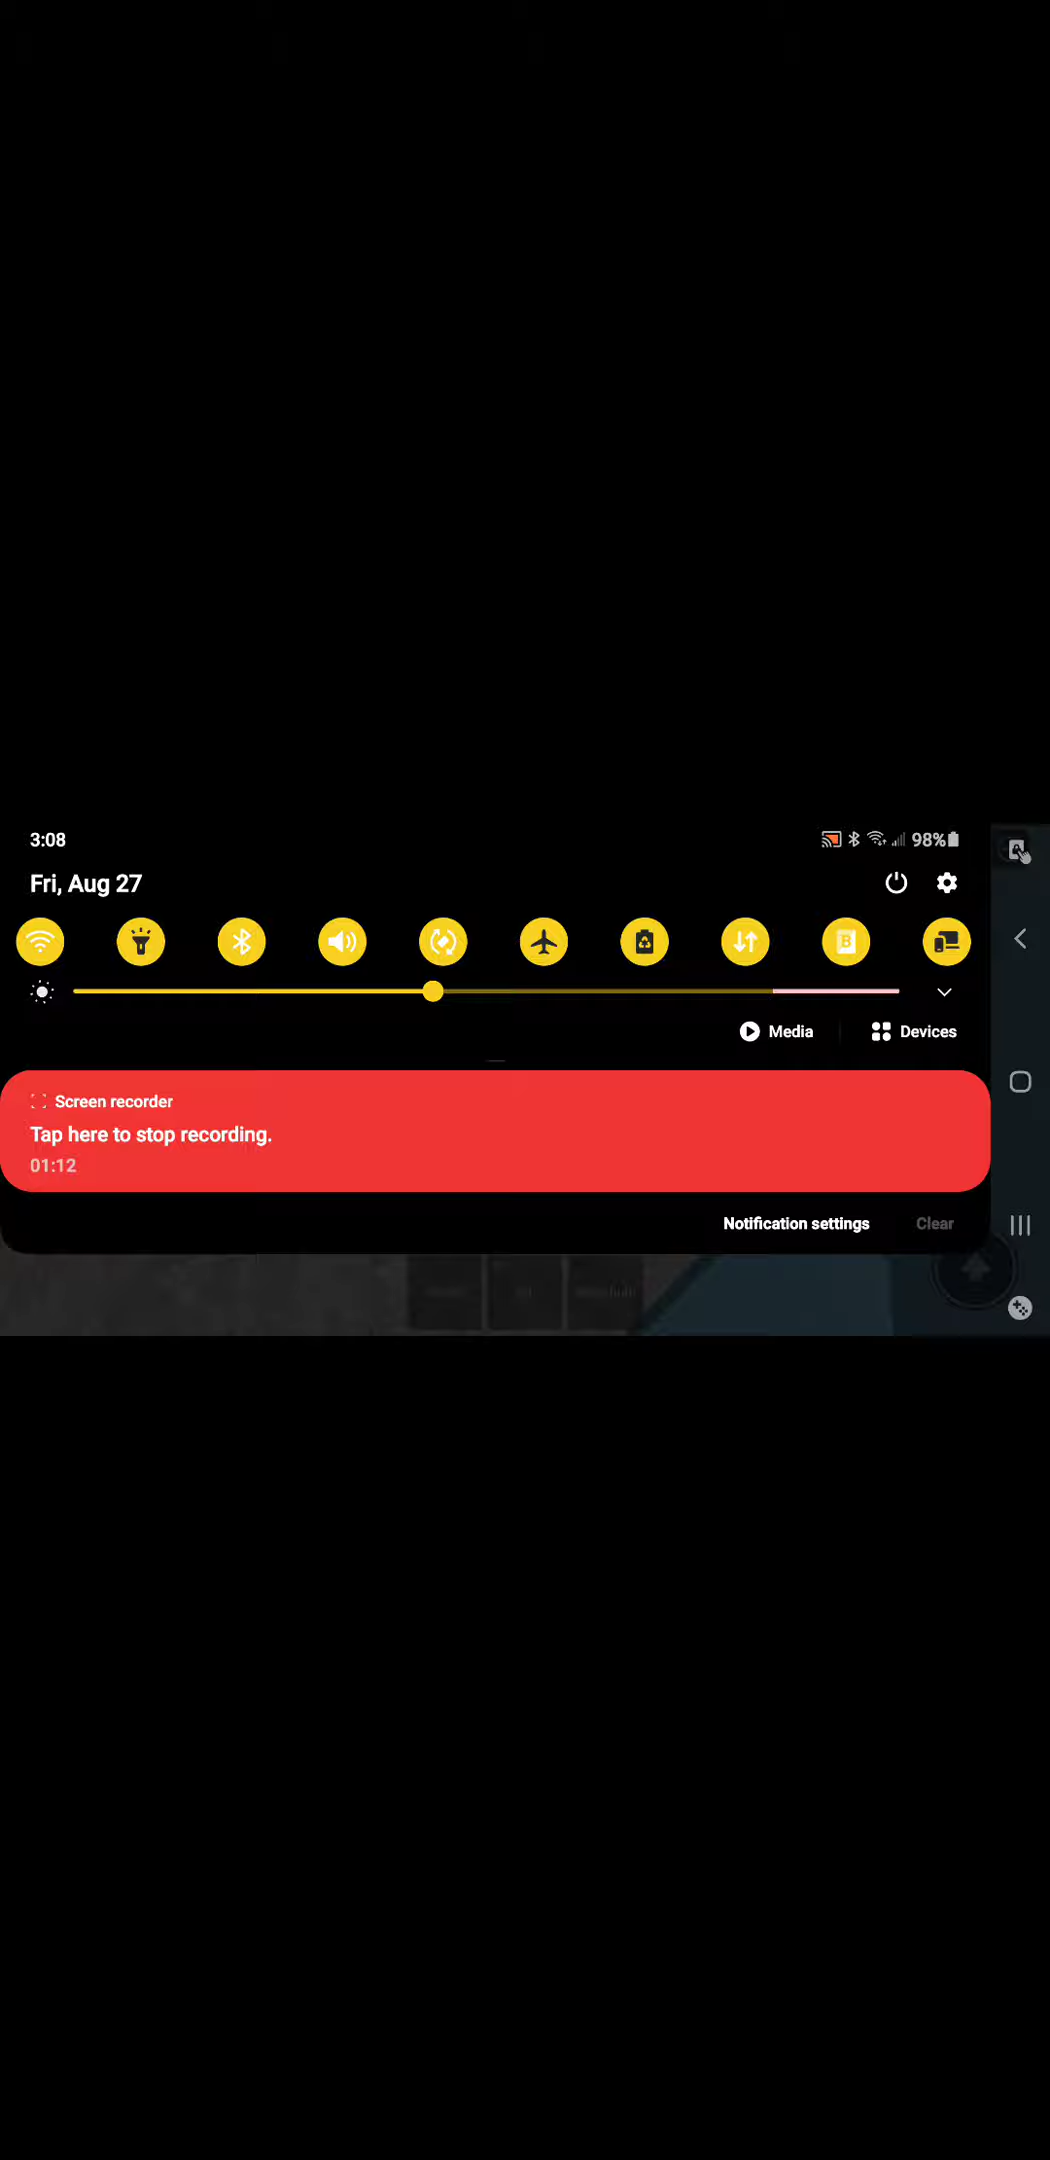 3:08
98%
Fri, Aug 27
Media
Devices
Screen recorder
Tap here to stop recording.
01:12
Notification settings
Clear